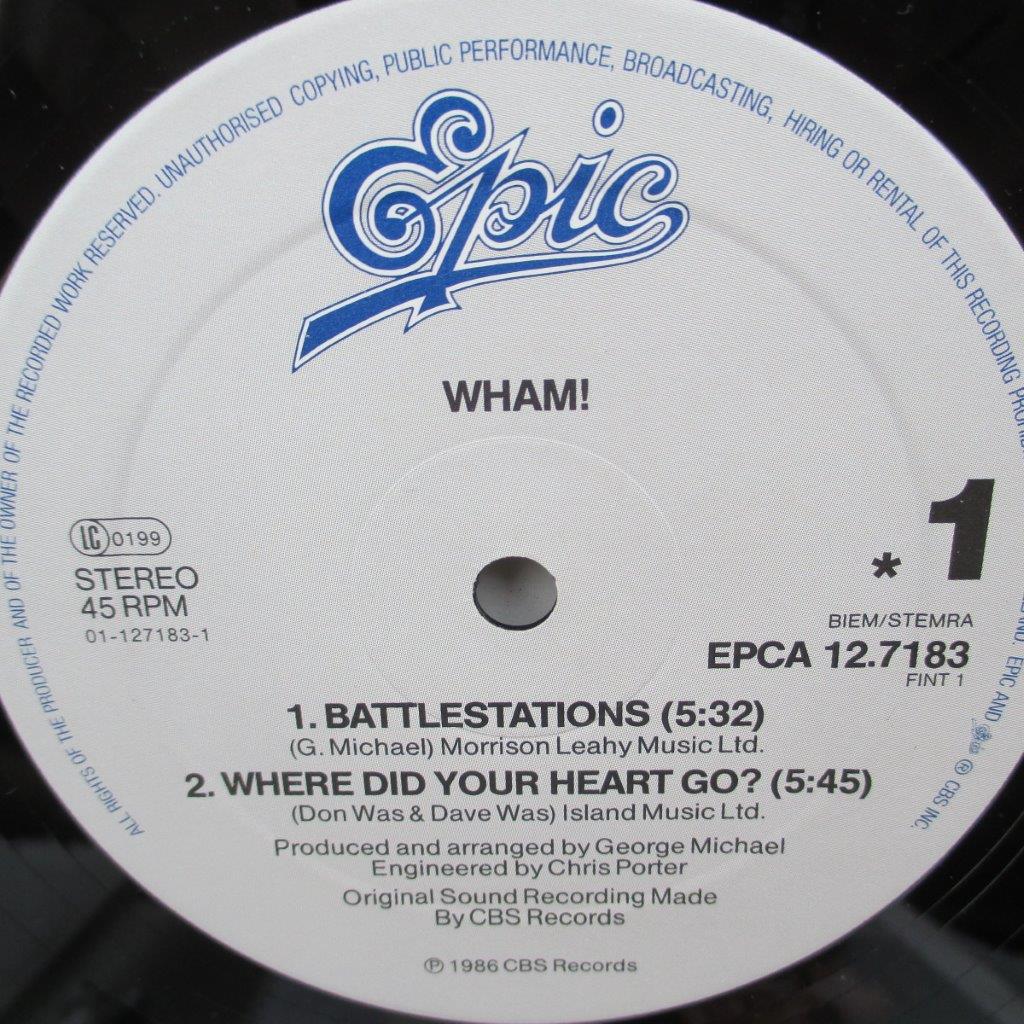 ALL RIGHTS OF THE PRODUCER AND OF THE OWNER OF THE RECORDED WORK RESERVED. UNAUTHORISED COPYING, PUBLIC PERFORMANCE, BROADCASTING, HIRING OR RENTAL OF THIS RECORDING
EPIC AND ® CBS INC.
Epic
WHAM!
LC 0199
STEREO
45 RPM
01-127183-1
* 1
BIEM/STEMRA
EPCA 12.7183
FINT 1
1. BATTLESTATIONS (5:32)
(G. Michael) Morrison Leahy Music Ltd.
2. WHERE DID YOUR HEART GO? (5:45)
(Don Was & Dave Was) Island Music Ltd.
Produced and arranged by George Michael
Engineered by Chris Porter
Original Sound Recording Made
By CBS Records
℗ 1986 CBS Records